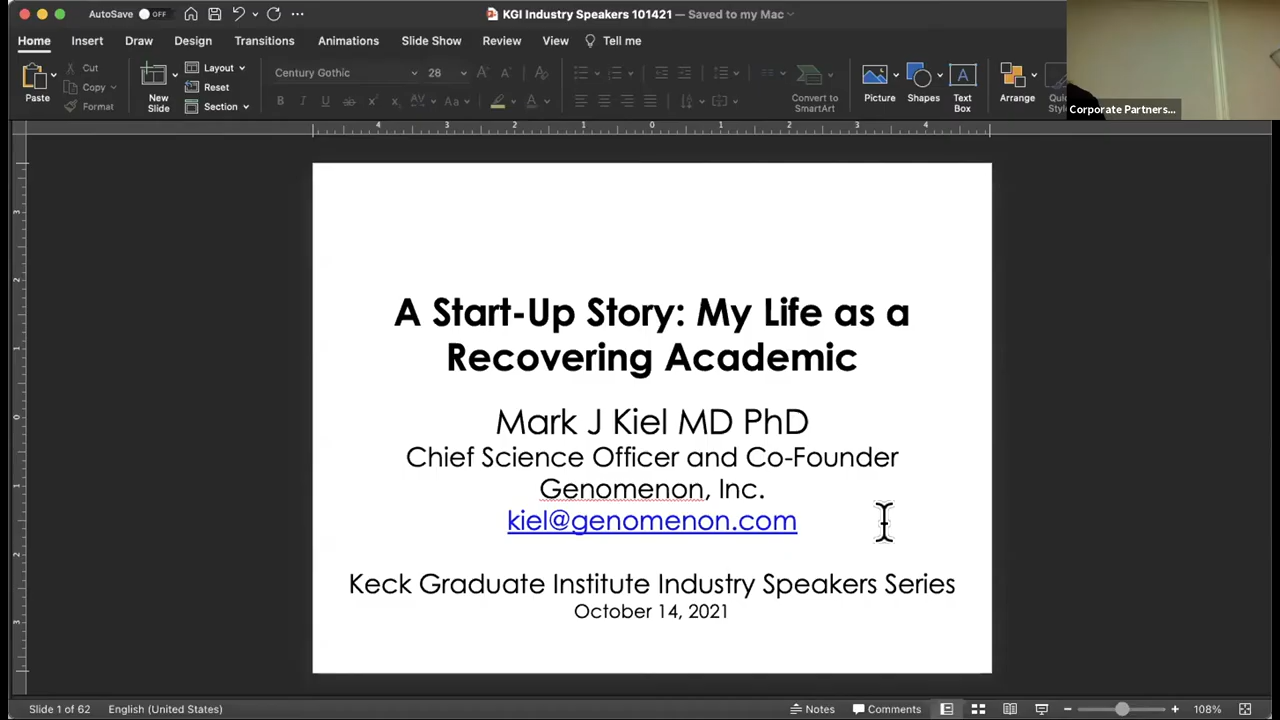 AutoSave OFF
KGI Industry Speakers 101421 — Saved to my Mac
Home Insert Draw Design Transitions Animations Slide Show Review View Tell me
Paste
Cut
Copy
Format
New Slide
Layout
Reset
Section
Century Gothic
28
Convert to SmartArt
Picture
Shapes
Text Box
Arrange
Corporate Partners...
A Start-Up Story: My Life as a
Recovering Academic
Mark J Kiel MD PhD
Chief Science Officer and Co-Founder
Genomenon, Inc.
kiel@genomenon.com
Keck Graduate Institute Industry Speakers Series
October 14, 2021
Slide 1 of 62 English (United States) Notes Comments 108%